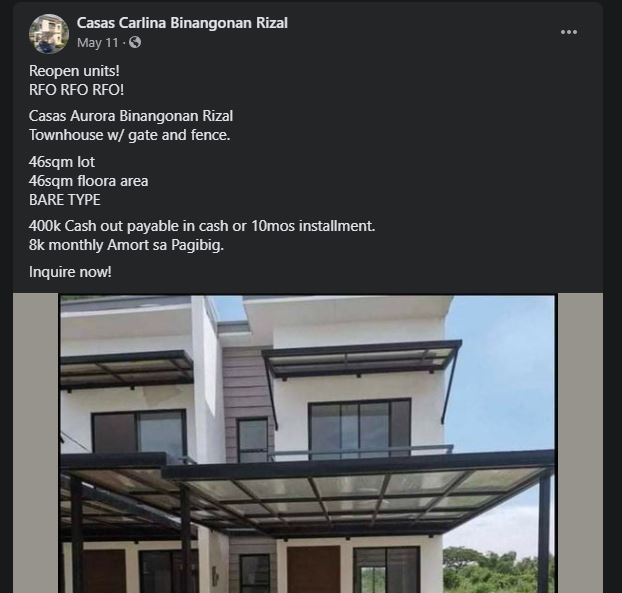 Casas Carlina Binangonan Rizal
May 11 ·
Reopen units!
RFO RFO RFO!
Casas Aurora Binangonan Rizal
Townhouse w/ gate and fence.
46sqm lot
46sqm floora area
BARE TYPE
400k Cash out payable in cash or 10mos installment.
8k monthly Amort sa Pagibig.
Inquire now!